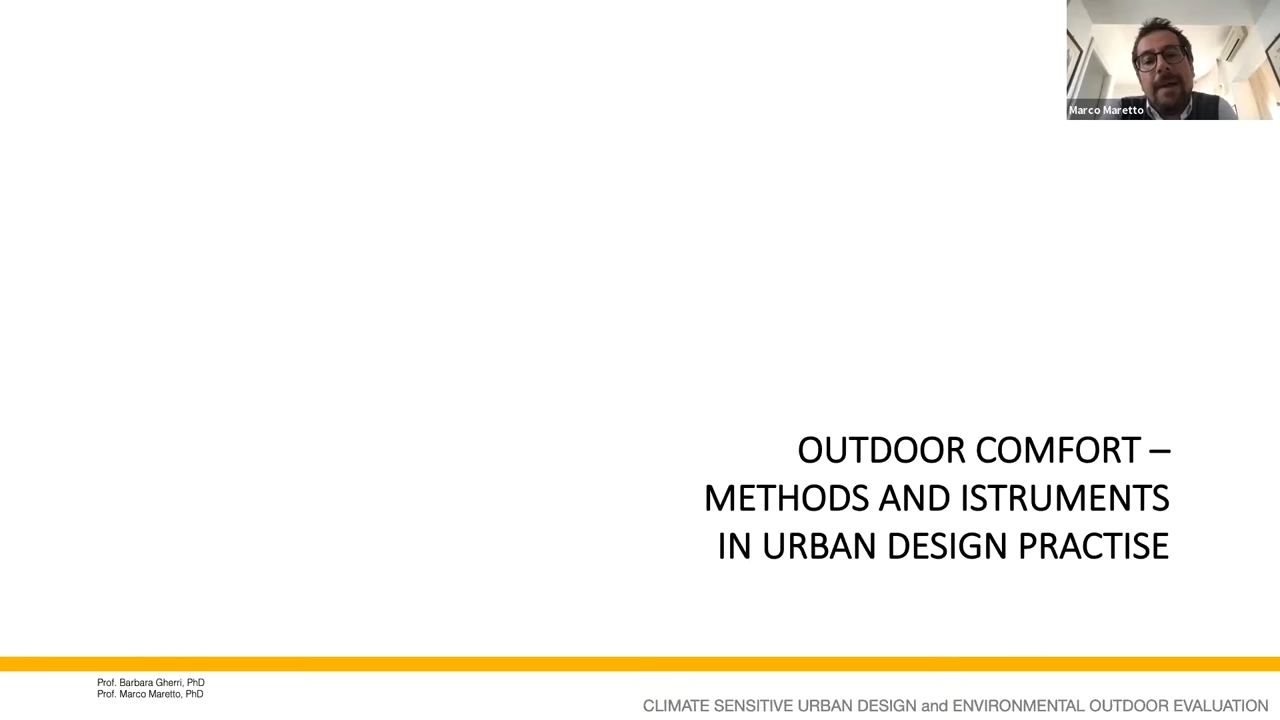 Marco Maretto
OUTDOOR COMFORT –
METHODS AND ISTRUMENTS
IN URBAN DESIGN PRACTISE
Prof. Barbara Gherri, PhD
Prof. Marco Maretto, PhD
CLIMATE SENSITIVE URBAN DESIGN and ENVIRONMENTAL OUTDOOR EVALUATION